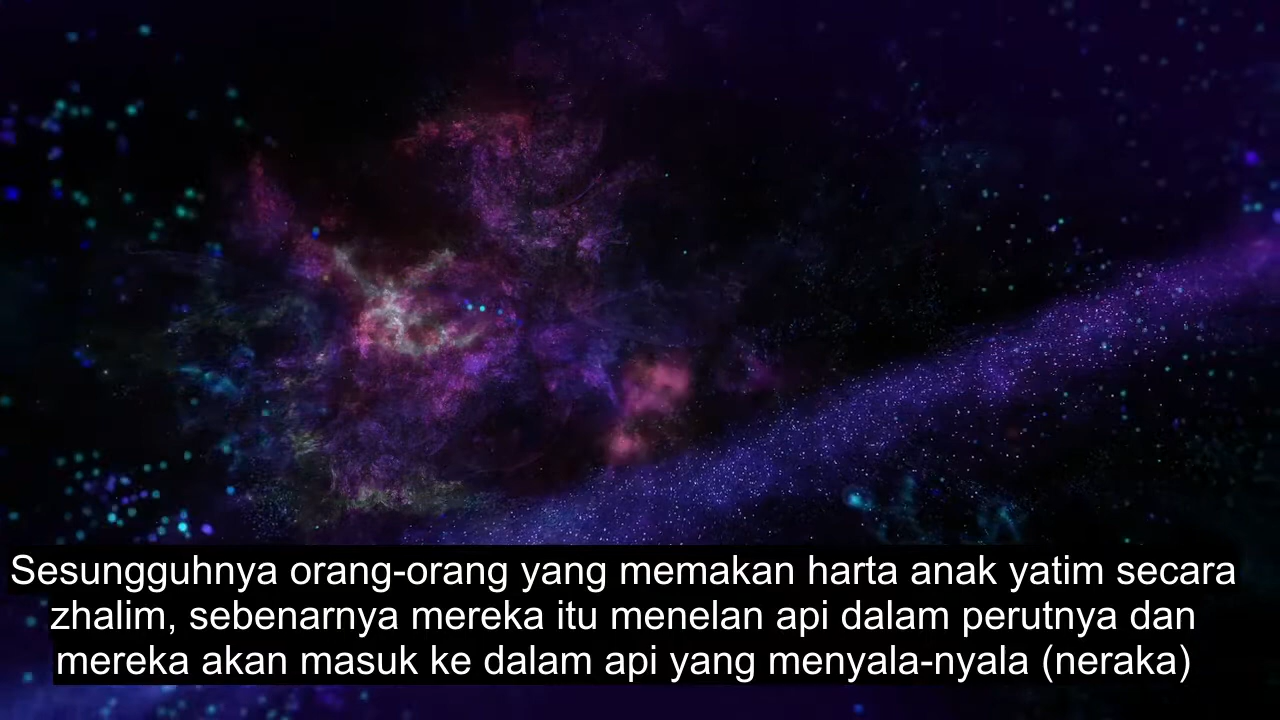 Sesungguhnya orang-orang yang memakan harta anak yatim secara
zhalim, sebenarnya mereka itu menelan api dalam perutnya dan
mereka akan masuk ke dalam api yang menyala-nyala (neraka)